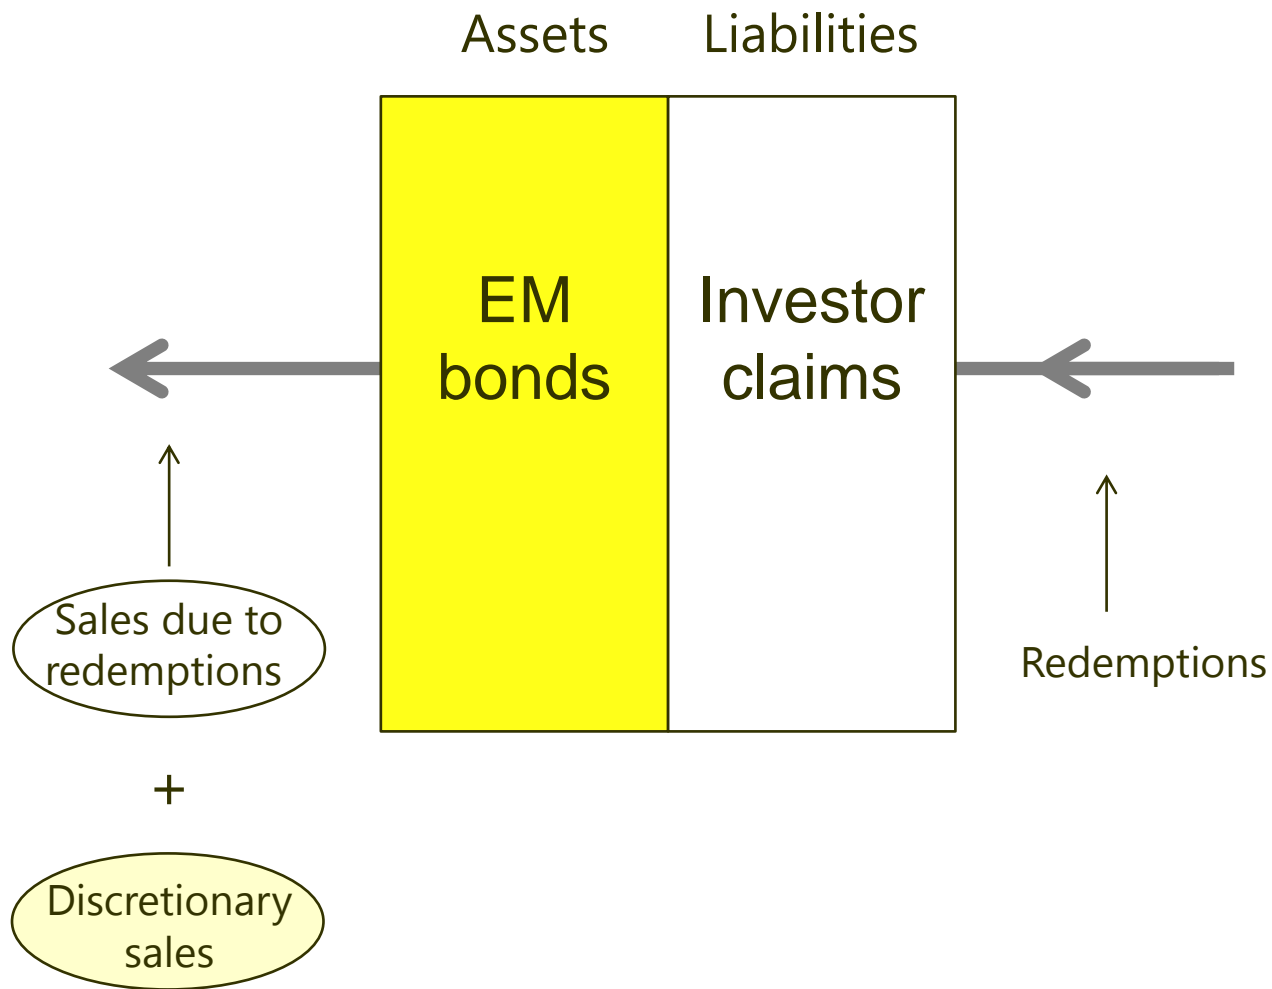 Assets
Liabilities
EM
bonds
Investor
claims
Sales due to
redemptions
Redemptions
+
Discretionary
sales